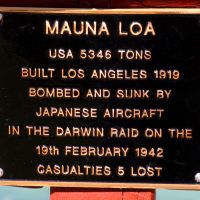 MAUNA LOA
USA 5346 TONS
BUILT LOS ANGELES 1919
BOMBED AND SUNK BY
JAPANESE AIRCRAFT
IN THE DARWIN RAID ON THE
19th FEBRUARY 1942
CASUALTIES 5 LOST